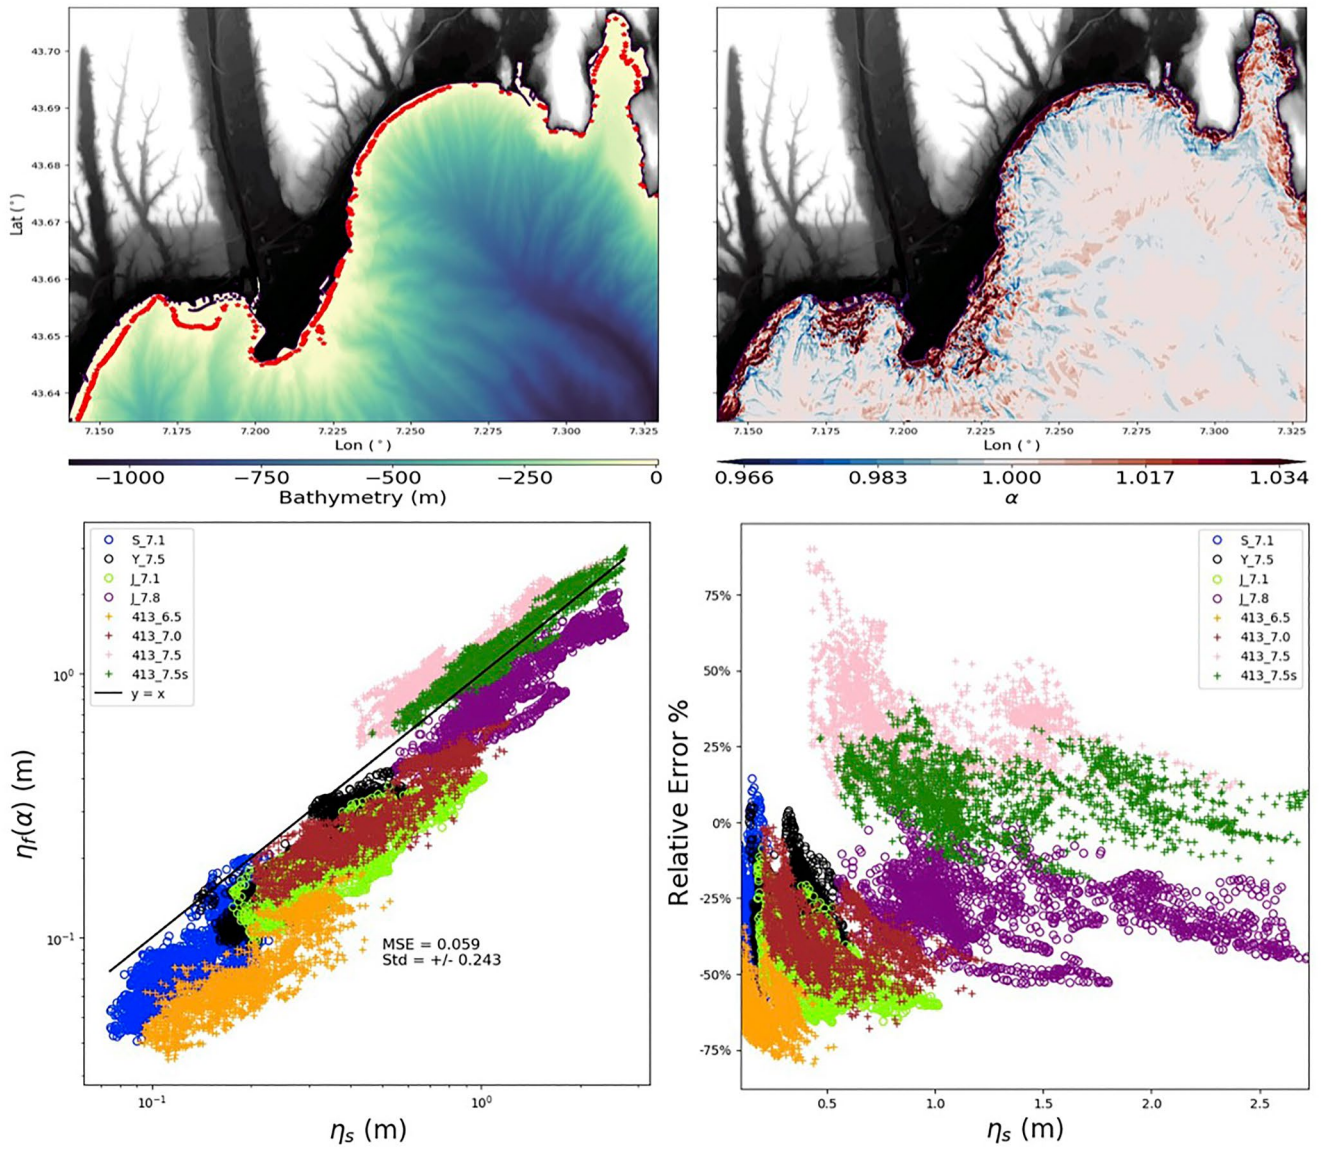 43.70
43.69
43.68
43.67
43.66
43.65
43.64
Lat (°)
7.150 7.175 7.200 7.225 7.250 7.275 7.300 7.325
Lon (°)
−1000 −750 −500 −250 0
Bathymetry (m)
7.150 7.175 7.200 7.225 7.250 7.275 7.300 7.325
Lon (°)
0.966 0.983 1.000 1.017 1.034
α
S_7.1
Y_7.5
J_7.1
J_7.8
413_6.5
413_7.0
413_7.5
413_7.5s
y = x
10⁰
10⁻¹
ηf(α) (m)
MSE = 0.059
Std = +/- 0.243
10⁻¹ 10⁰
ηs (m)
S_7.1
Y_7.5
J_7.1
J_7.8
413_6.5
413_7.0
413_7.5
413_7.5s
75%
50%
25%
0%
-25%
-50%
-75%
Relative Error %
0.5 1.0 1.5 2.0 2.5
ηs (m)